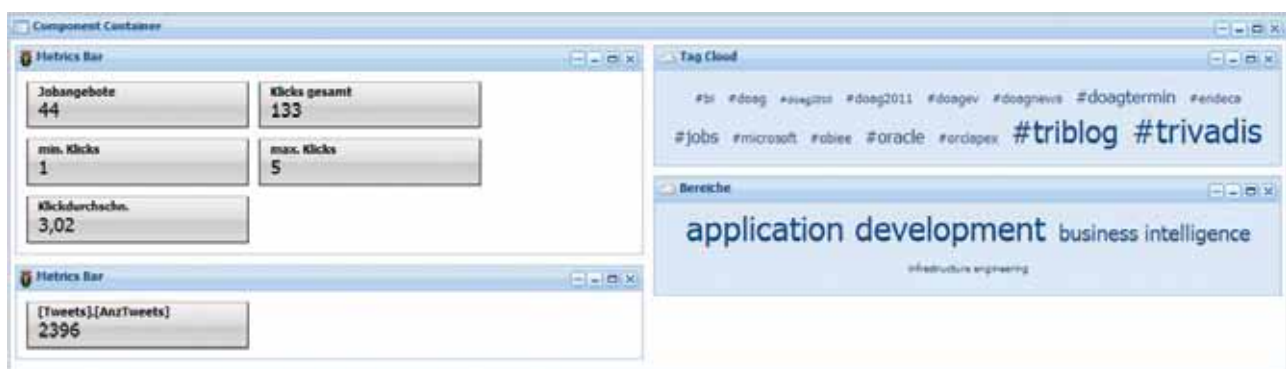 Component Container
Metrics Bar
Jobangebote
44
Klicks gesamt
133
min. Klicks
1
max. Klicks
5
Klickdurchschn.
3,02
Metrics Bar
[Tweets].[AnzTweets]
2396
Tag Cloud
#bi #doag #doag2010 #doag2011 #doagev #doagnews #doagtermin #endeca
#jobs #microsoft #obiee #oracle #orclapex #triblog #trivadis
Bereiche
application development business intelligence
infrastructure engineering